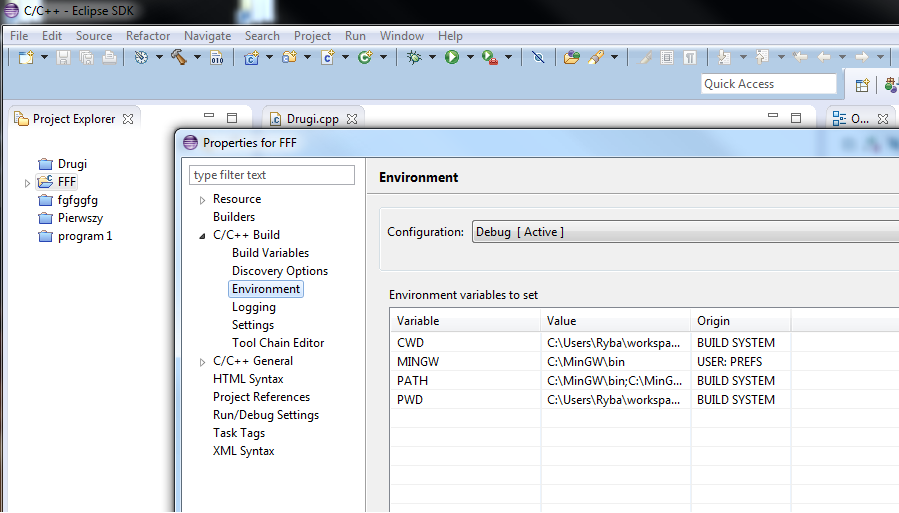 C/C++ - Eclipse SDK
File Edit Source Refactor Navigate Search Project Run Window Help
010
Quick Access
Project Explorer
Drugi.cpp
O...
Drugi
FFF
fgfggfg
Pierwszy
program 1
Properties for FFF
type filter text
Resource
Builders
C/C++ Build
Build Variables
Discovery Options
Environment
Logging
Settings
Tool Chain Editor
C/C++ General
HTML Syntax
Project References
Run/Debug Settings
Task Tags
XML Syntax
Environment
Configuration: Debug [ Active ]
Environment variables to set
Variable Value Origin
CWD C:\Users\Ryba\workspa... BUILD SYSTEM
MINGW C:\MinGW\bin USER: PREFS
PATH C:\MinGW\bin;C:\MinG... BUILD SYSTEM
PWD C:\Users\Ryba\workspa... BUILD SYSTEM